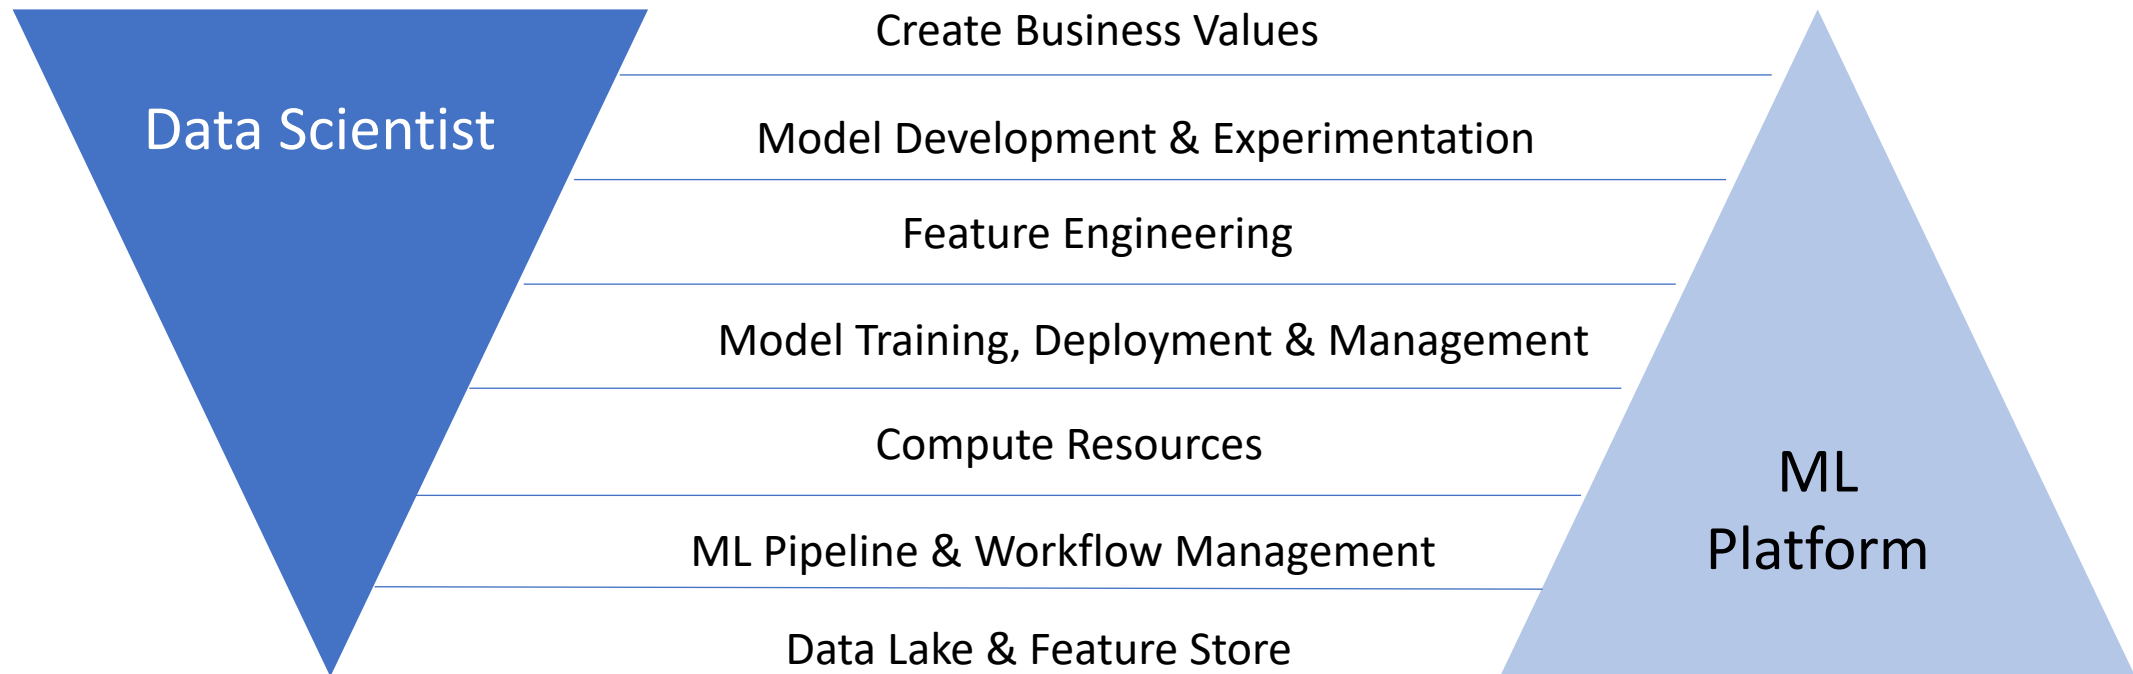 Create Business Values
Data Scientist
Model Development & Experimentation
Feature Engineering
Model Training, Deployment & Management
Compute Resources
ML Pipeline & Workflow Management
Data Lake & Feature Store
ML
Platform